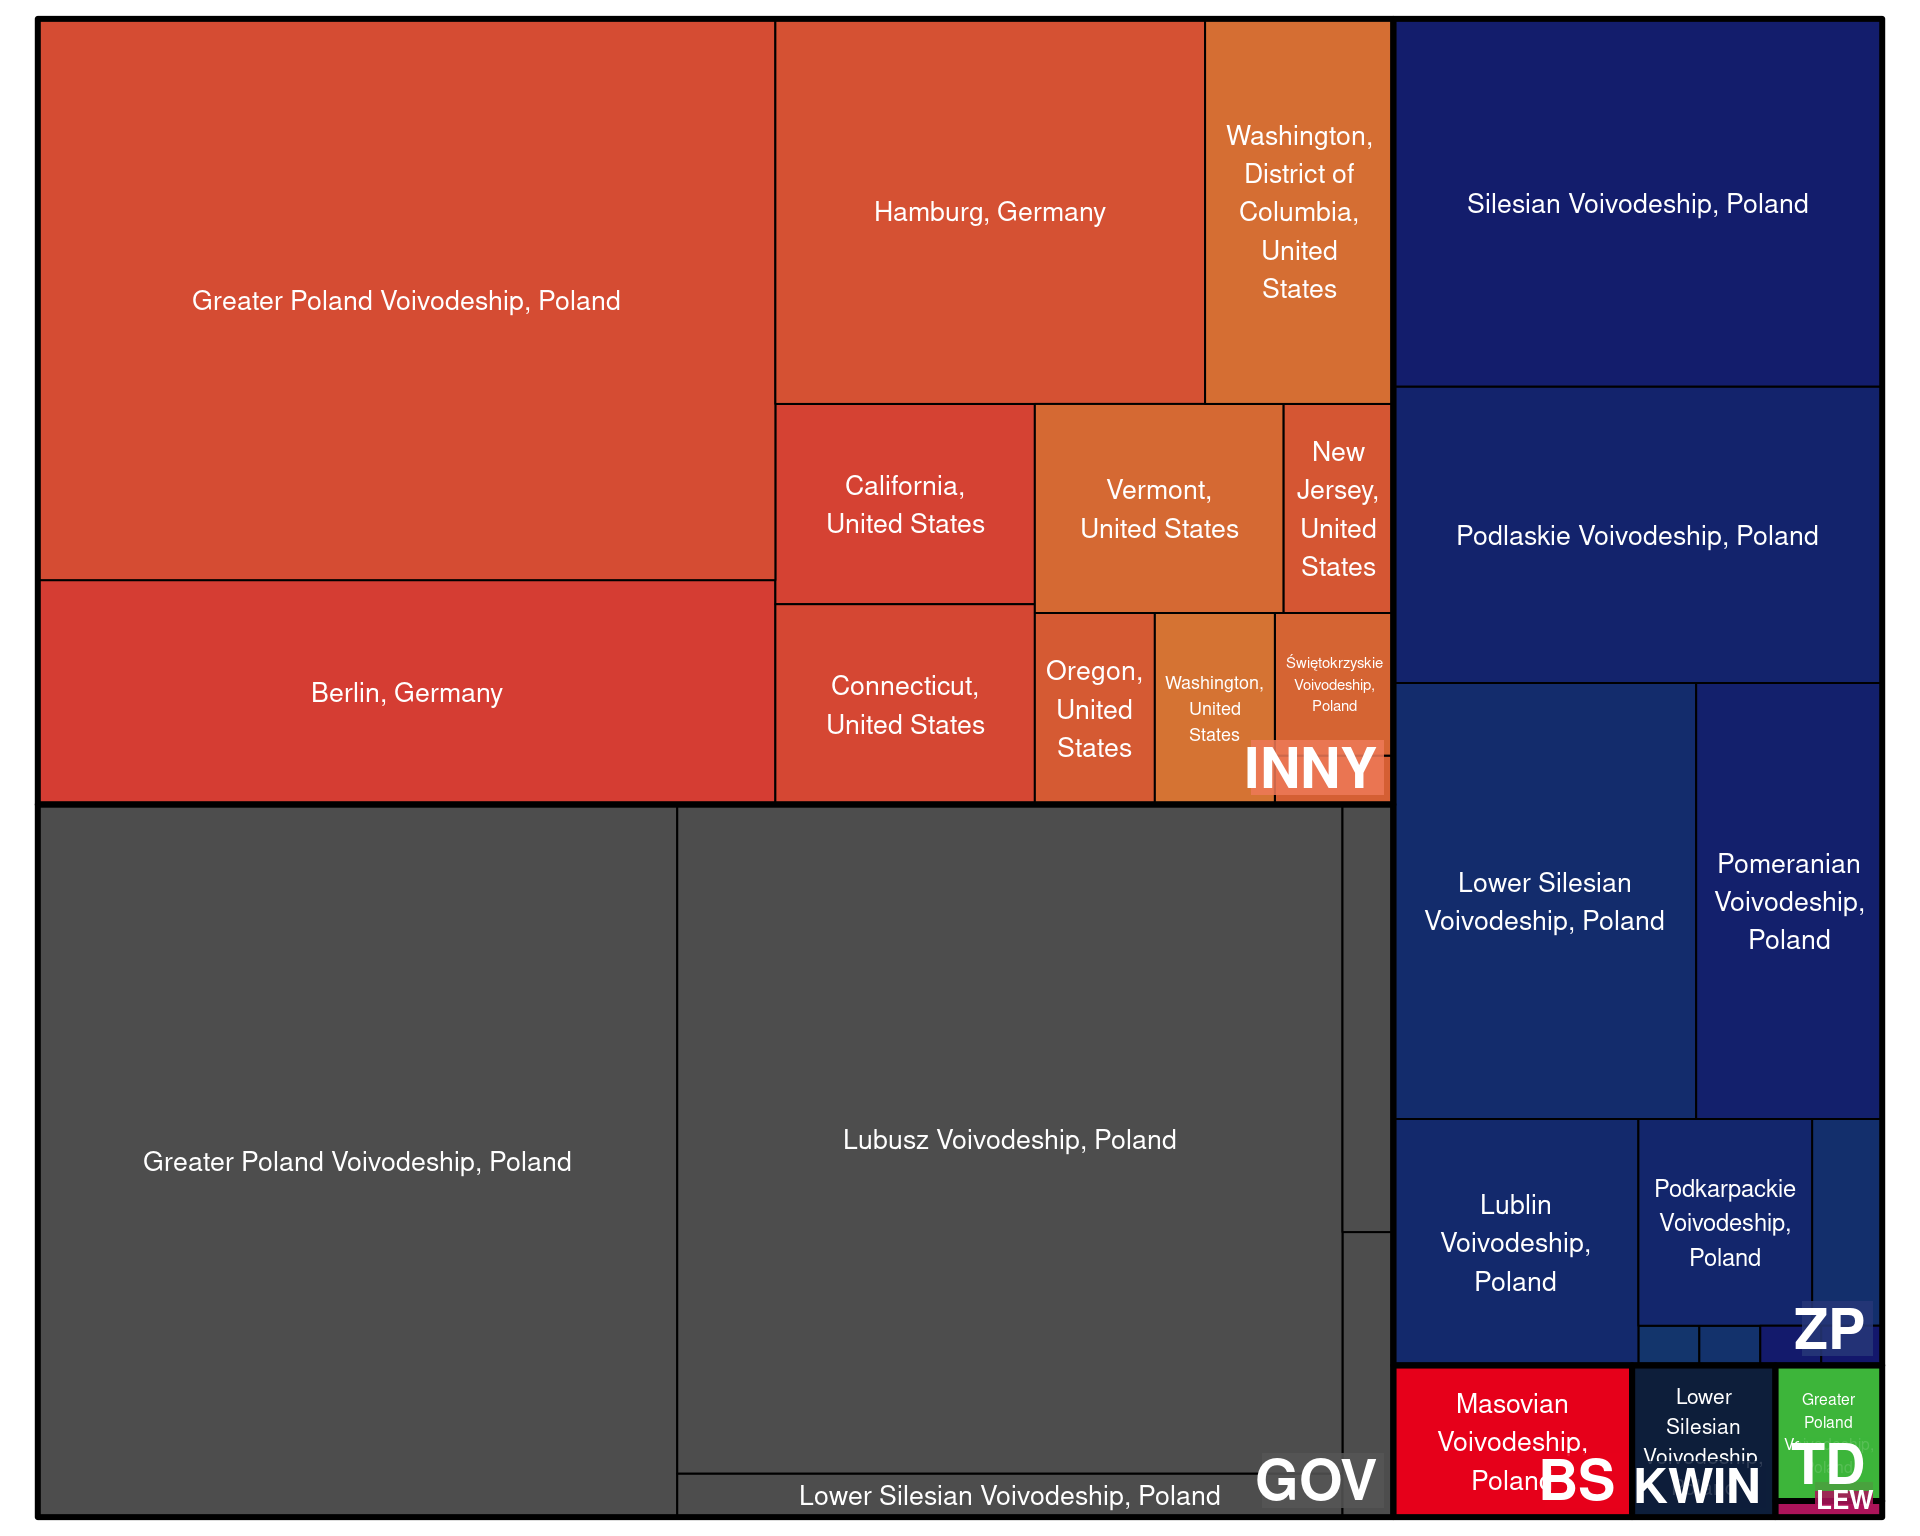 Greater Poland Voivodeship, Poland
Berlin, Germany
Hamburg, Germany
Washington,
District of
Columbia,
United
States
California,
United States
Connecticut,
United States
Vermont,
United States
New
Jersey,
United
States
Oregon,
United
States
Washington,
United
States
Świętokrzyskie
Voivodeship,
Poland
INNY
Greater Poland Voivodeship, Poland
Lubusz Voivodeship, Poland
Lower Silesian Voivodeship, Poland
GOV
Silesian Voivodeship, Poland
Podlaskie Voivodeship, Poland
Lower Silesian
Voivodeship, Poland
Pomeranian
Voivodeship,
Poland
Lublin
Voivodeship,
Poland
Podkarpackie
Voivodeship,
Poland
ZP
Masovian
Voivodeship,
Poland
BS
Lower
Silesian
Voivodeship,
KWIN
Greater
Poland
TD
LEW